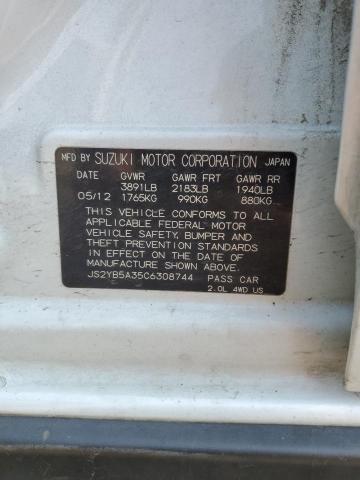 MFD BY SUZUKI MOTOR CORPORATION JAPAN
DATE GVWR GAWR FRT GAWR RR
3891LB 2183LB 1940LB
05/12 1765KG 990KG 880KG
THIS VEHICLE CONFORMS TO ALL
APPLICABLE FEDERAL MOTOR
VEHICLE SAFETY, BUMPER AND
THEFT PREVENTION STANDARDS
IN EFFECT ON THE DATE OF
MANUFACTURE SHOWN ABOVE.
JS2YB5A35C6308744 PASS CAR
2.0L 4WD US